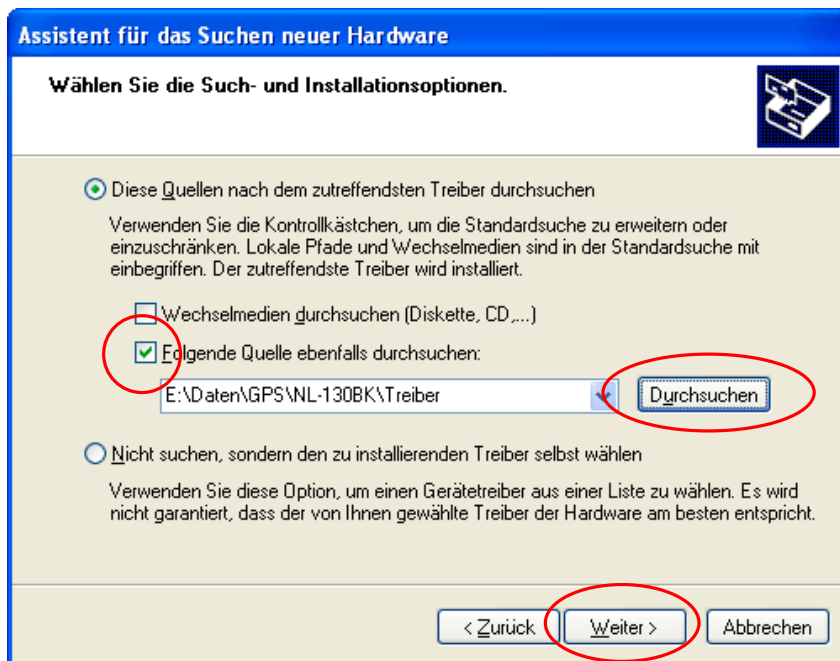 Assistent für das Suchen neuer Hardware
Wählen Sie die Such- und Installationsoptionen.
Diese Quellen nach dem zutreffendsten Treiber durchsuchen
Verwenden Sie die Kontrollkästchen, um die Standardsuche zu erweitern oder
einzuschränken. Lokale Pfade und Wechselmedien sind in der Standardsuche mit
einbegriffen. Der zutreffendste Treiber wird installiert.
Wechselmedien durchsuchen (Diskette, CD,...)
Folgende Quelle ebenfalls durchsuchen:
E:\Daten\GPS\NL-130BK\Treiber
Durchsuchen
Nicht suchen, sondern den zu installierenden Treiber selbst wählen
Verwenden Sie diese Option, um einen Gerätetreiber aus einer Liste zu wählen. Es wird
nicht garantiert, dass der von Ihnen gewählte Treiber der Hardware am besten entspricht.
< Zurück
Weiter >
Abbrechen